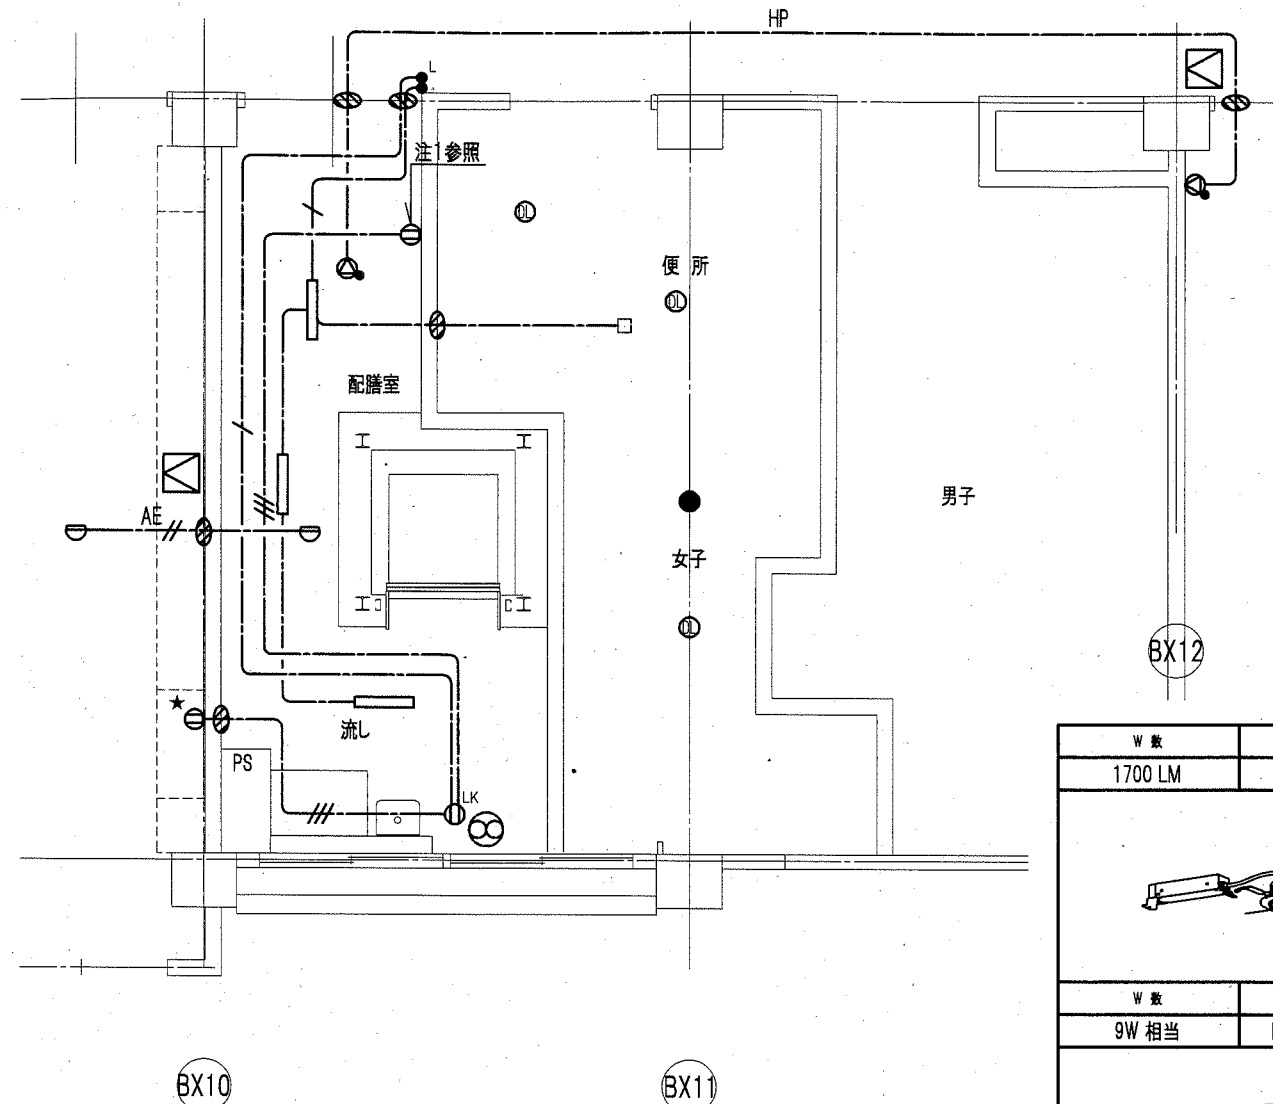 HP
L
注1参照
DL
便所
DL
配膳室
男子
AE
女子
DL
BX12
★
流し
PS
LK
W 数
1700 LM
W 数
9W 相当
BX10
BX11